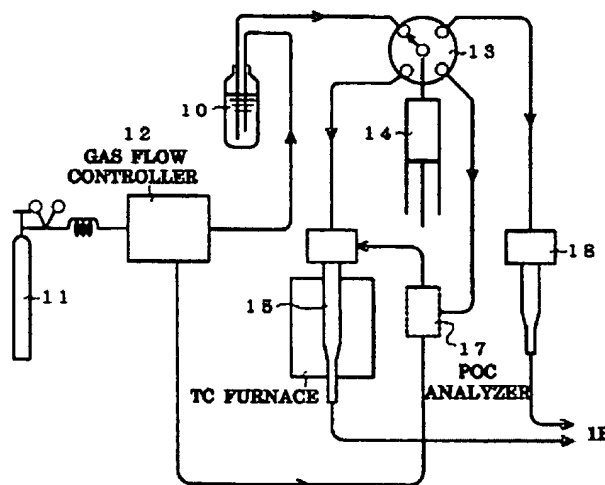 13
10
14
12
GAS FLOW
CONTROLLER
18
15
11
17
POC
ANALYZER
TC FURNACE